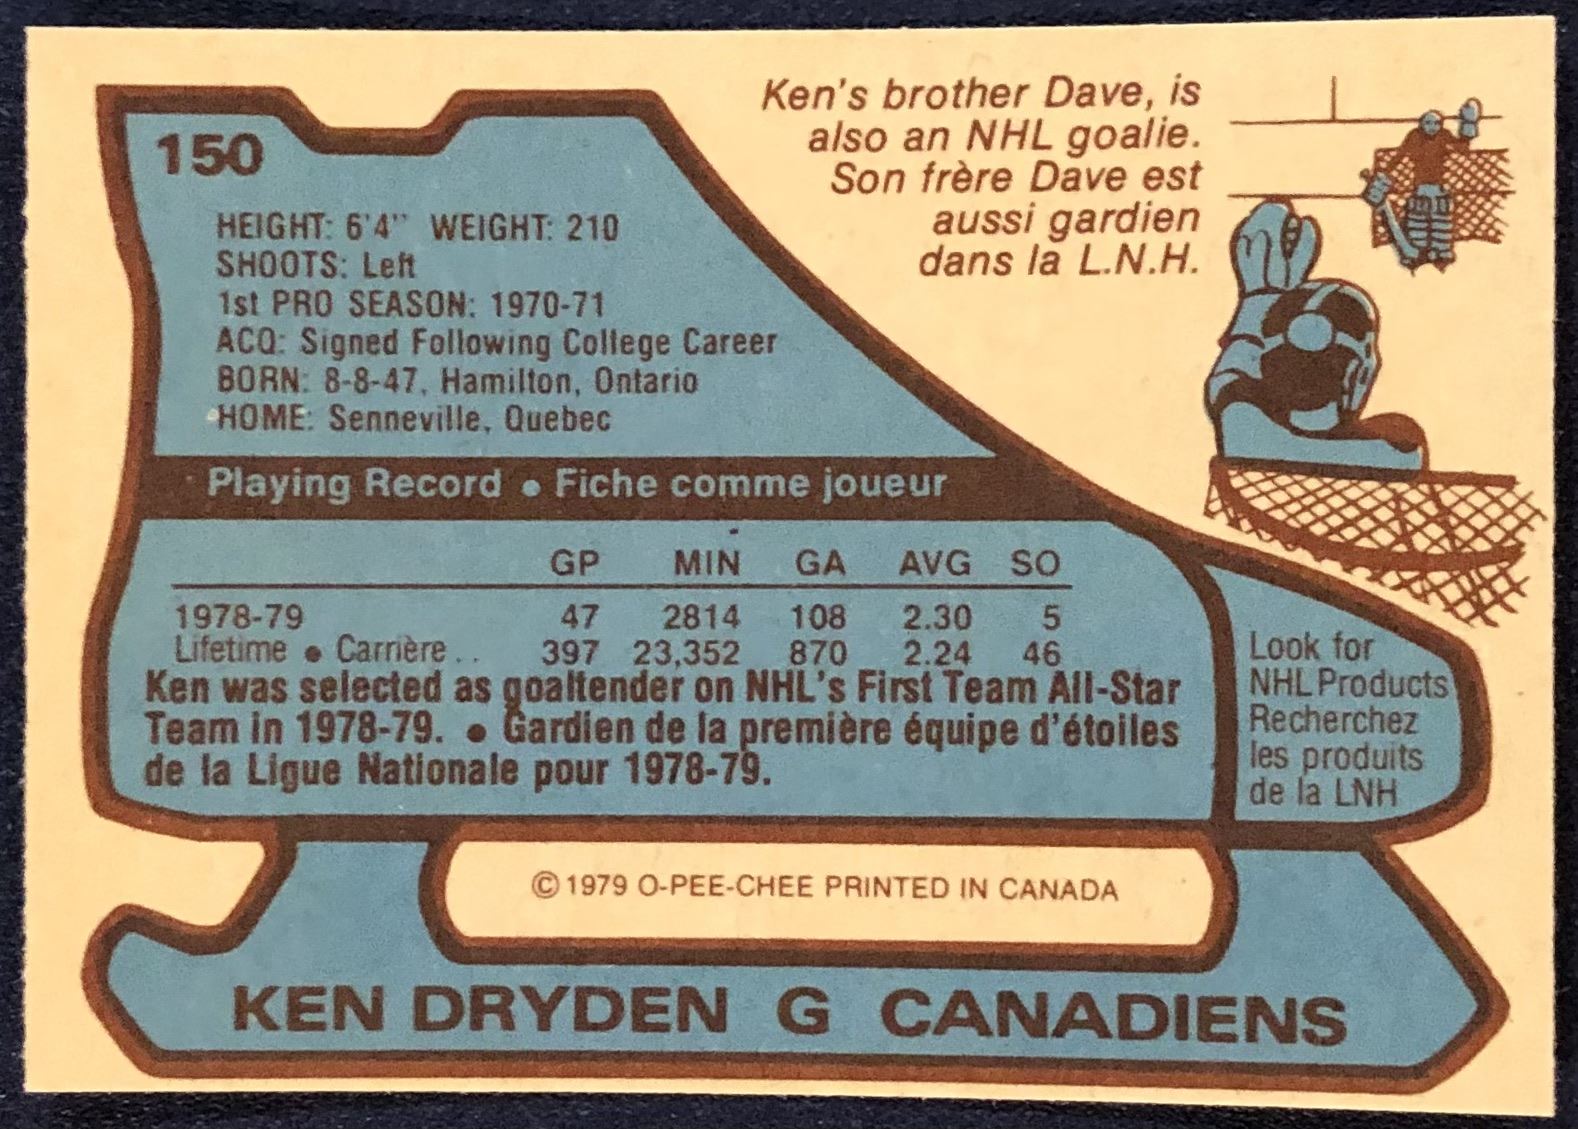 150
Ken's brother Dave, is
also an NHL goalie.
Son frère Dave est
aussi gardien
dans la L.N.H.
HEIGHT: 6'4" WEIGHT: 210
SHOOTS: Left
1st PRO SEASON: 1970-71
ACQ: Signed Following College Career
BORN: 8-8-47, Hamilton, Ontario
HOME: Senneville, Quebec
Playing Record • Fiche comme joueur
GP MIN GA AVG SO
1978-79 47 2814 108 2.30 5
Lifetime • Carrière .. 397 23,352 870 2.24 46
Ken was selected as goaltender on NHL's First Team All-Star
Team in 1978-79. • Gardien de la première équipe d'étoiles
de la Ligue Nationale pour 1978-79.
Look for
NHL Products
Recherchez
les produits
de la LNH
© 1979 O-PEE-CHEE PRINTED IN CANADA
KEN DRYDEN G CANADIENS